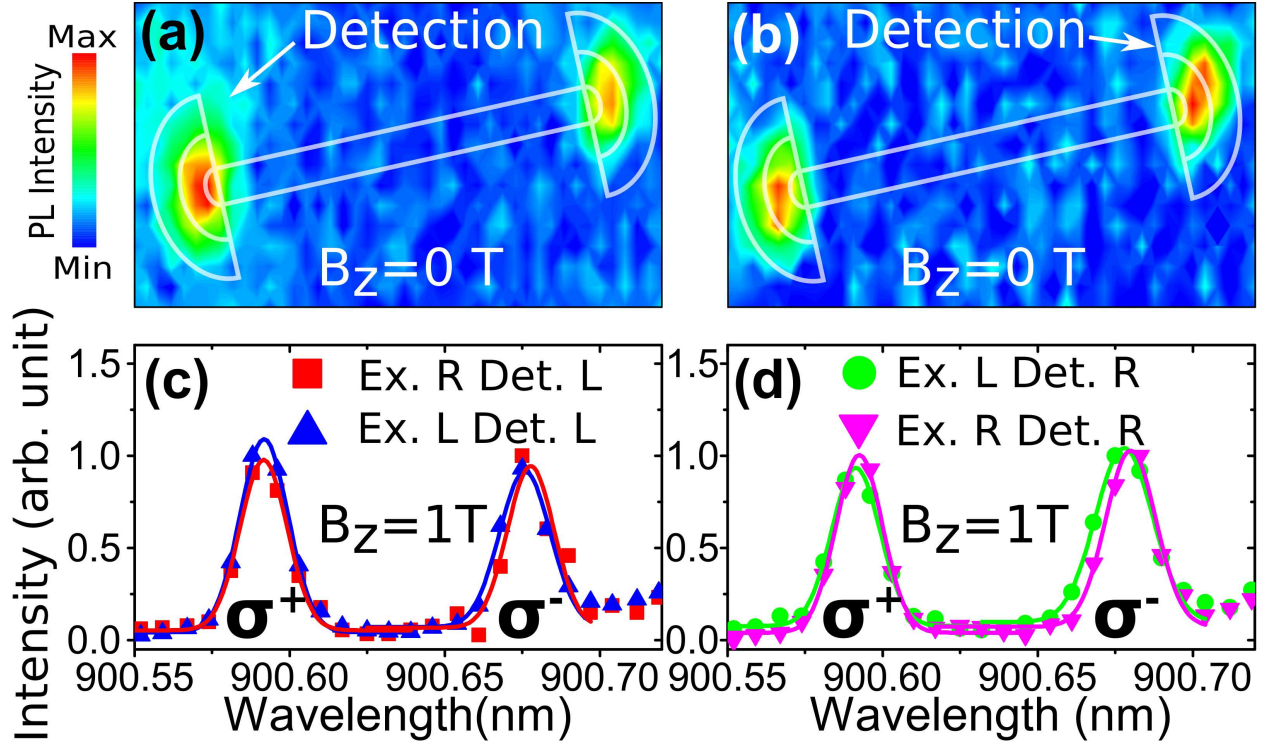 Max
PL Intensity
Min
(a)
Detection
B_Z=0 T
(b)
Detection
B_Z=0 T
Intensity (arb. unit)
1.5
1.0
0.5
0.0
(c)
Ex. R Det. L
Ex. L Det. L
B_Z=1T
σ⁺
σ⁻
900.55
900.60
900.65
900.70
Wavelength(nm)
1.5
1.0
0.5
0.0
(d)
Ex. L Det. R
Ex. R Det. R
B_Z=1T
σ⁺
σ⁻
900.55
900.60
900.65
900.70
Wavelength (nm)